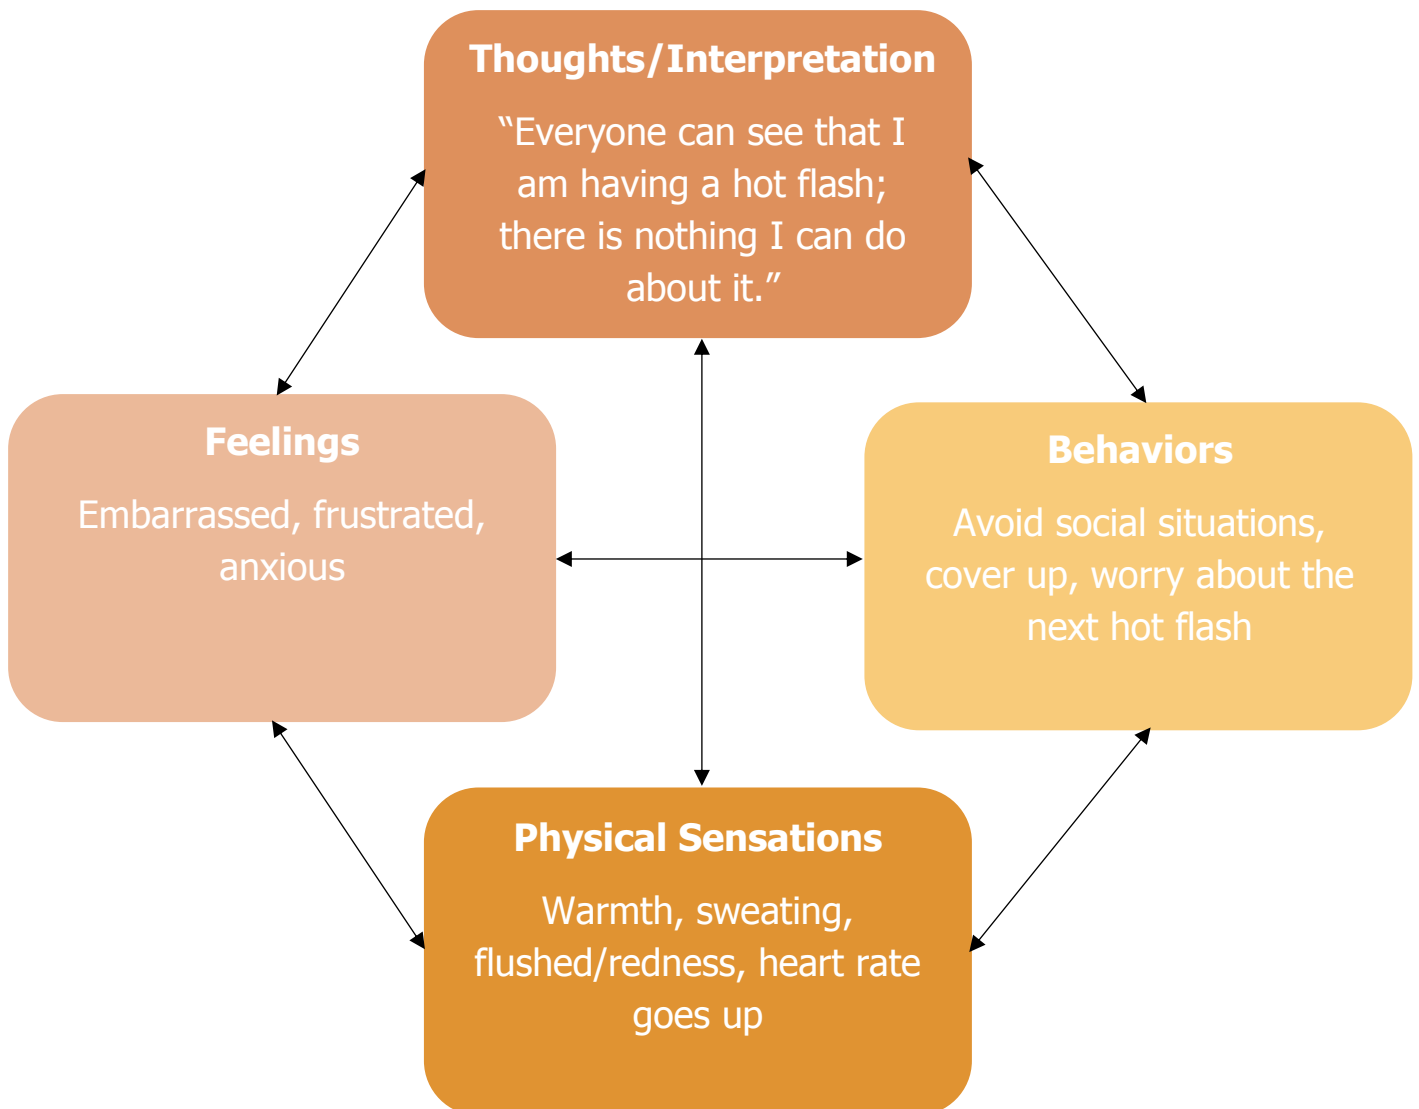 Thoughts/Interpretation
“Everyone can see that I
am having a hot flash;
there is nothing I can do
about it.”
Feelings
Embarrassed, frustrated,
anxious
Behaviors
Avoid social situations,
cover up, worry about the
next hot flash
Physical Sensations
Warmth, sweating,
flushed/redness, heart rate
goes up